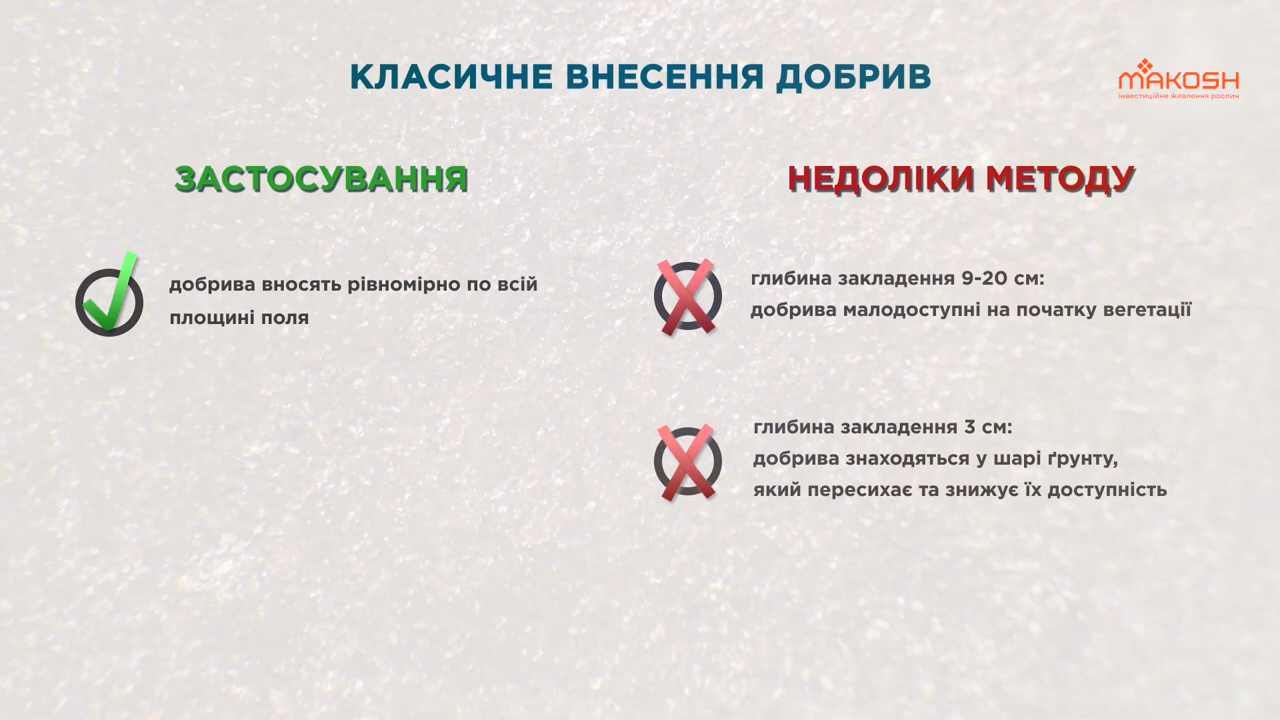 КЛАСИЧНЕ ВНЕСЕННЯ ДОБРИВ
MAKOSH
інвестиційне живлення рослин
ЗАСТОСУВАННЯ
добрива вносять рівномірно по всій
площині поля
НЕДОЛІКИ МЕТОДУ
глибина закладення 9-20 см:
добрива малодоступні на початку вегетації
глибина закладення 3 см:
добрива знаходяться у шарі ґрунту,
який пересихає та знижує їх доступність